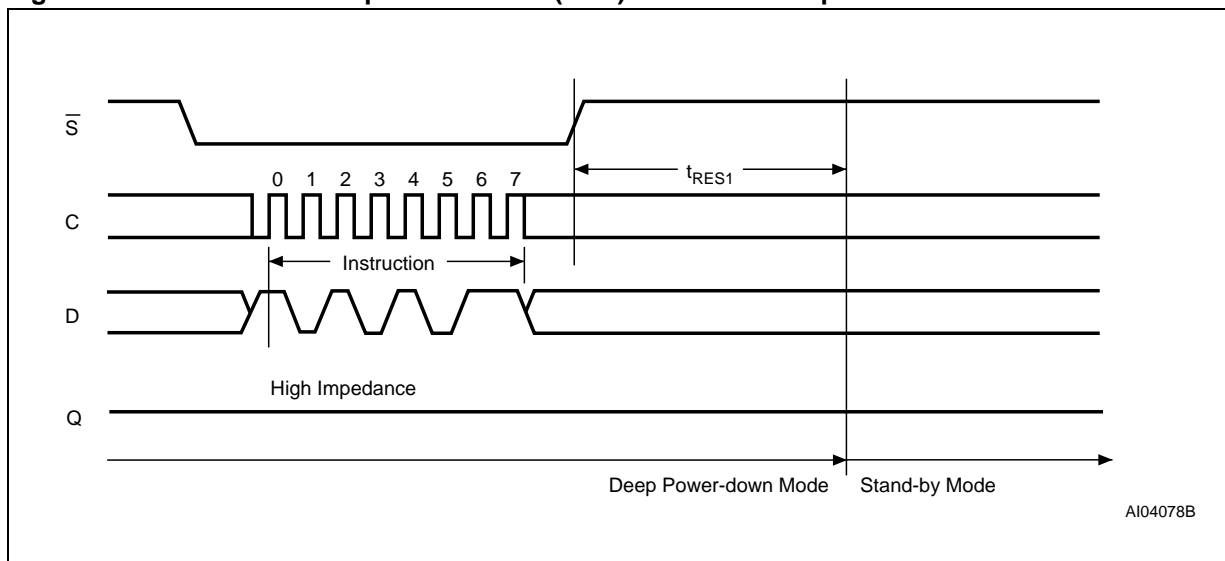 S̅
0 1 2 3 4 5 6 7
tRES1
C
Instruction
D
High Impedance
Q
Deep Power-down Mode Stand-by Mode
AI04078B